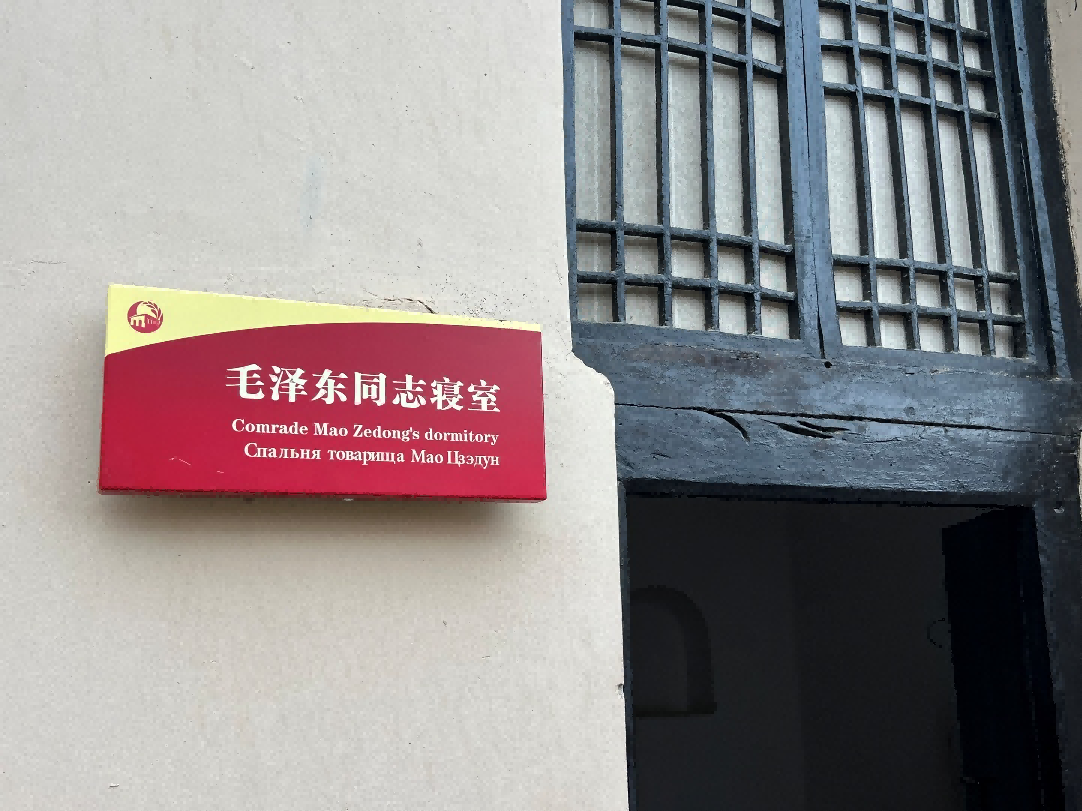 毛泽东同志寝室
Comrade Mao Zedong's dormitory
Спальня товарища Мао Цзэдун